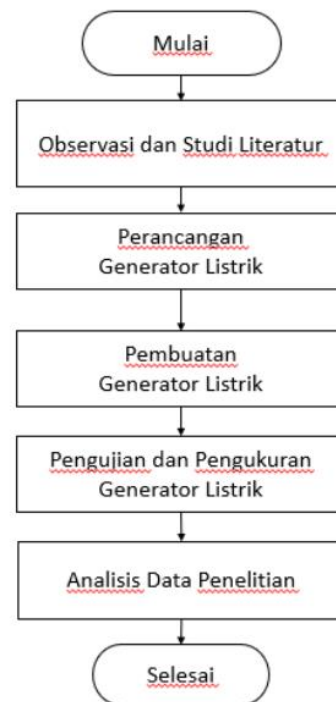 Mulai
Observasi dan Studi Literatur
Perancangan
Generator Listrik
Pembuatan
Generator Listrik
Pengujian dan Pengukuran
Generator Listrik
Analisis Data Penelitian
Selesai